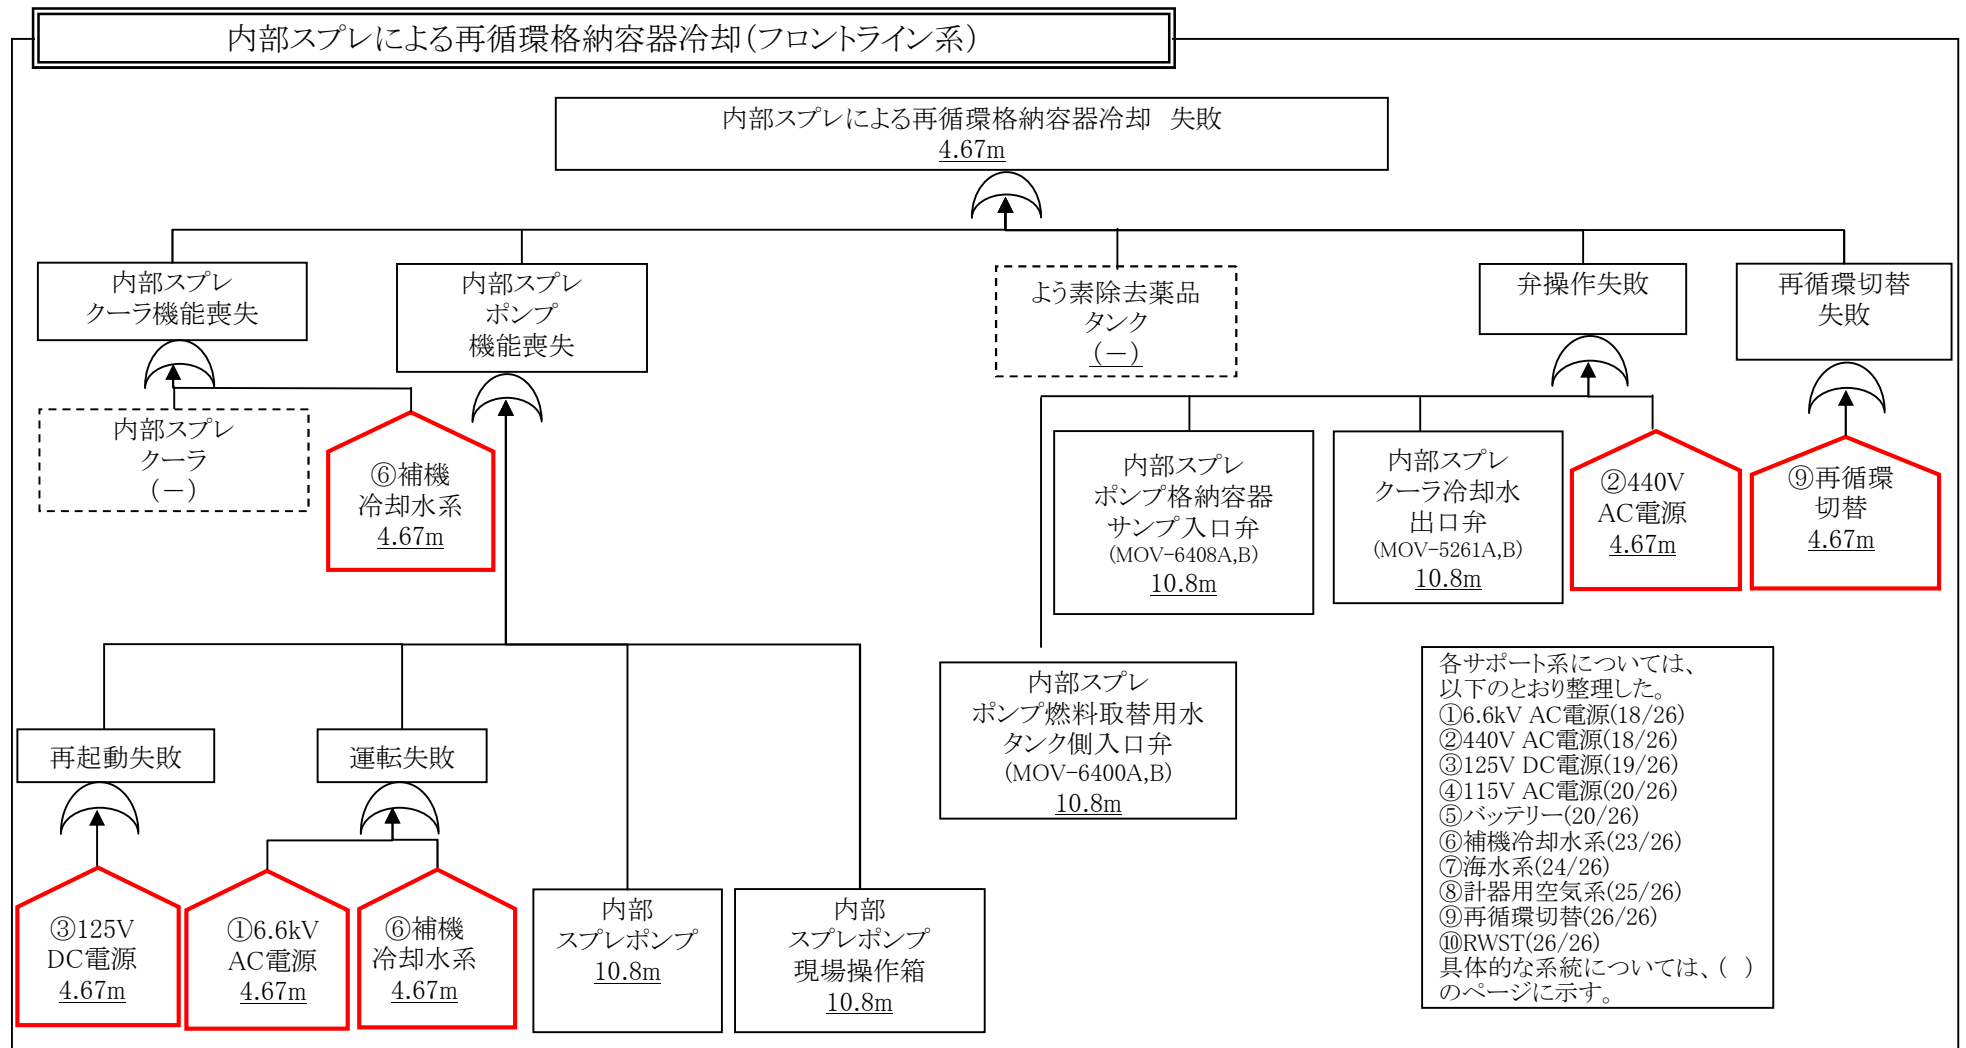 内部スプレによる再循環格納容器冷却(フロントライン系)
内部スプレによる再循環格納容器冷却　失敗
4.67m
内部スプレ
クーラ機能喪失
内部スプレ
ポンプ
機能喪失
よう素除去薬品
タンク
(－)
弁操作失敗
再循環切替
失敗
内部スプレ
クーラ
(－)
⑥補機
冷却水系
4.67m
内部スプレ
ポンプ格納容器
サンプ入口弁
(MOV-6408A,B)
10.8m
内部スプレ
クーラ冷却水
出口弁
(MOV-5261A,B)
10.8m
②440V
AC電源
4.67m
⑨再循環
切替
4.67m
内部スプレ
ポンプ燃料取替用水
タンク側入口弁
(MOV-6400A,B)
10.8m
再起動失敗
運転失敗
③125V
DC電源
4.67m
①6.6kV
AC電源
4.67m
⑥補機
冷却水系
4.67m
内部
スプレポンプ
10.8m
内部
スプレポンプ
現場操作箱
10.8m
各サポート系については、
以下のとおり整理した。
①6.6kV AC電源(18/26)
②440V AC電源(18/26)
③125V DC電源(19/26)
④115V AC電源(20/26)
⑤バッテリー(20/26)
⑥補機冷却水系(23/26)
⑦海水系(24/26)
⑧計器用空気系(25/26)
⑨再循環切替(26/26)
⑩RWST(26/26)
具体的な系統については、(　)
のページに示す。